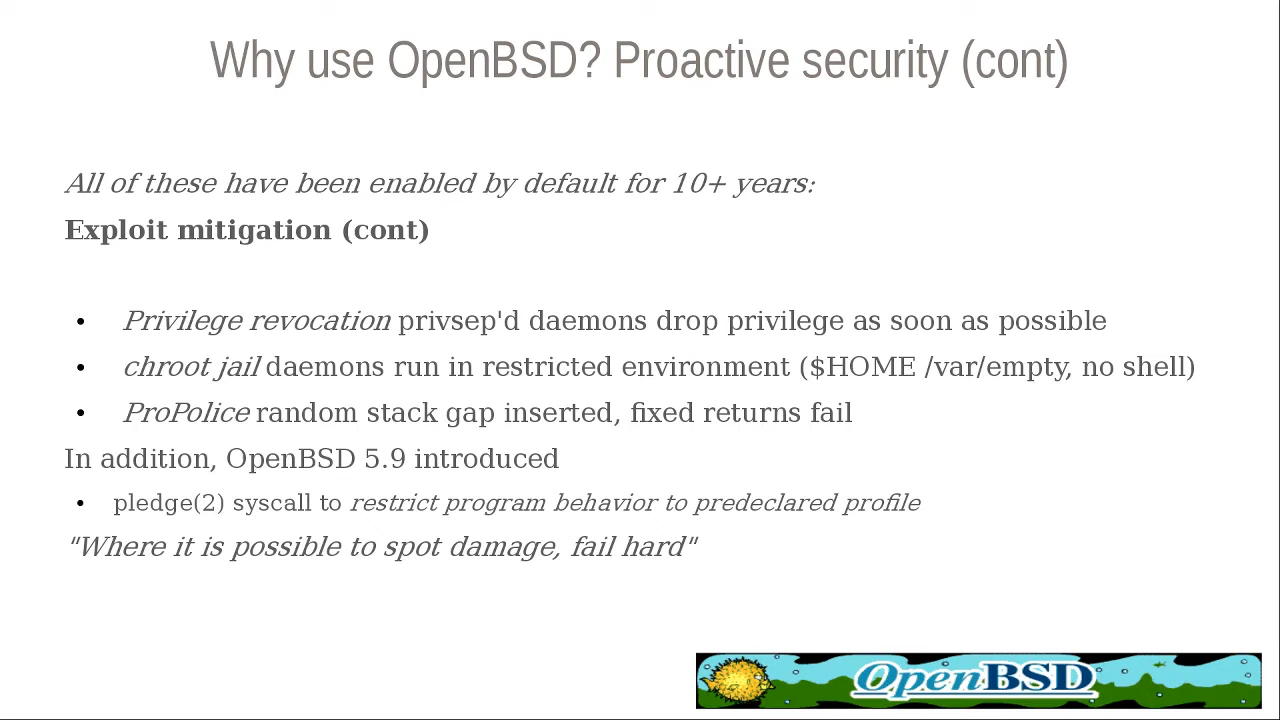 Why use OpenBSD? Proactive security (cont)
All of these have been enabled by default for 10+ years:
Exploit mitigation (cont)
• Privilege revocation privsep'd daemons drop privilege as soon as possible
• chroot jail daemons run in restricted environment ($HOME /var/empty, no shell)
• ProPolice random stack gap inserted, fixed returns fail
In addition, OpenBSD 5.9 introduced
• pledge(2) syscall to restrict program behavior to predeclared profile
"Where it is possible to spot damage, fail hard"
OpenBSD